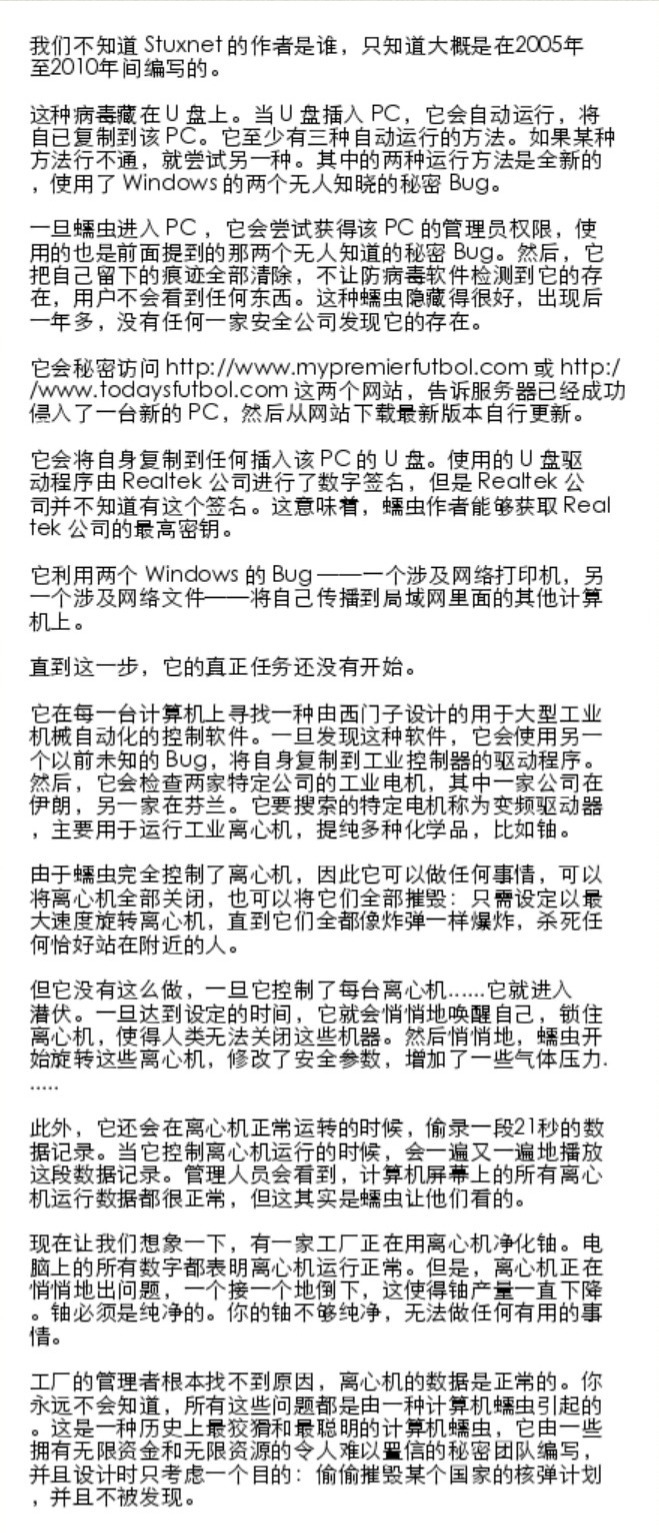 我们不知道 Stuxnet 的作者是谁，只知道大概是在2005年
至2010年间编写的。
这种病毒藏在 U 盘上。当 U 盘插入 PC，它会自动运行，将
自已复制到该 PC。它至少有三种自动运行的方法。如果某种
方法行不通，就尝试另一种。其中的两种运行方法是全新的
，使用了 Windows 的两个无人知晓的秘密 Bug。
一旦蠕虫进入 PC ，它会尝试获得该 PC 的管理员权限，使
用的也是前面提到的那两个无人知道的秘密 Bug。然后，它
把自己留下的痕迹全部清除，不让防病毒软件检测到它的存
在，用户不会看到任何东西。这种蠕虫隐藏得很好，出现后
一年多，没有任何一家安全公司发现它的存在。
它会秘密访问 http://www.mypremierfutbol.com 或 http:/
/www.todaysfutbol.com 这两个网站，告诉服务器已经成功
侵入了一台新的 PC，然后从网站下载最新版本自行更新。
它会将自身复制到任何插入该 PC 的 U 盘。使用的 U 盘驱
动程序由 Realtek 公司进行了数字签名，但是 Realtek 公
司并不知道有这个签名。这意味着，蠕虫作者能够获取 Real
tek 公司的最高密钥。
它利用两个 Windows 的 Bug ——一个涉及网络打印机，另
一个涉及网络文件——将自己传播到局域网里面的其他计算
机上。
直到这一步，它的真正任务还没有开始。
它在每一台计算机上寻找一种由西门子设计的用于大型工业
机械自动化的控制软件。一旦发现这种软件，它会使用另一
个以前未知的 Bug，将自身复制到工业控制器的驱动程序。
然后，它会检查两家特定公司的工业电机，其中一家公司在
伊朗，另一家在芬兰。它要搜索的特定电机称为变频驱动器
，主要用于运行工业离心机，提纯多种化学品，比如铀。
由于蠕虫完全控制了离心机，因此它可以做任何事情，可以
将离心机全部关闭，也可以将它们全部摧毁：只需设定以最
大速度旋转离心机，直到它们全都像炸弹一样爆炸，杀死任
何恰好站在附近的人。
但它没有这么做，一旦它控制了每台离心机......它就进入
潜伏。一旦达到设定的时间，它就会悄悄地唤醒自己，锁住
离心机，使得人类无法关闭这些机器。然后悄悄地，蠕虫开
始旋转这些离心机，修改了安全参数，增加了一些气体压力.
.....
此外，它还会在离心机正常运转的时候，偷录一段21秒的数
据记录。当它控制离心机运行的时候，会一遍又一遍地播放
这段数据记录。管理人员会看到，计算机屏幕上的所有离心
机运行数据都很正常，但这其实是蠕虫让他们看的。
现在让我们想象一下，有一家工厂正在用离心机净化铀。电
脑上的所有数字都表明离心机运行正常。但是，离心机正在
悄悄地出问题，一个接一个地倒下，这使得铀产量一直下降
。铀必须是纯净的。你的铀不够纯净，无法做任何有用的事
情。
工厂的管理者根本找不到原因，离心机的数据是正常的。你
永远不会知道，所有这些问题都是由一种计算机蠕虫引起的
。这是一种历史上最狡猾和最聪明的计算机蠕虫，它由一些
拥有无限资金和无限资源的令人难以置信的秘密团队编写，
并且设计时只考虑一个目的：偷偷摧毁某个国家的核弹计划
，并且不被发现。